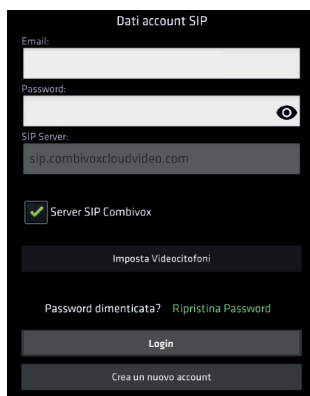 Dati account SIP
Email:
Password:
SIP Server:
sip.combivoxcloudvideo.com
Server SIP Combivox
Imposta Videocitofoni
Password dimenticata? Ripristina Password
Login
Crea un nuovo account